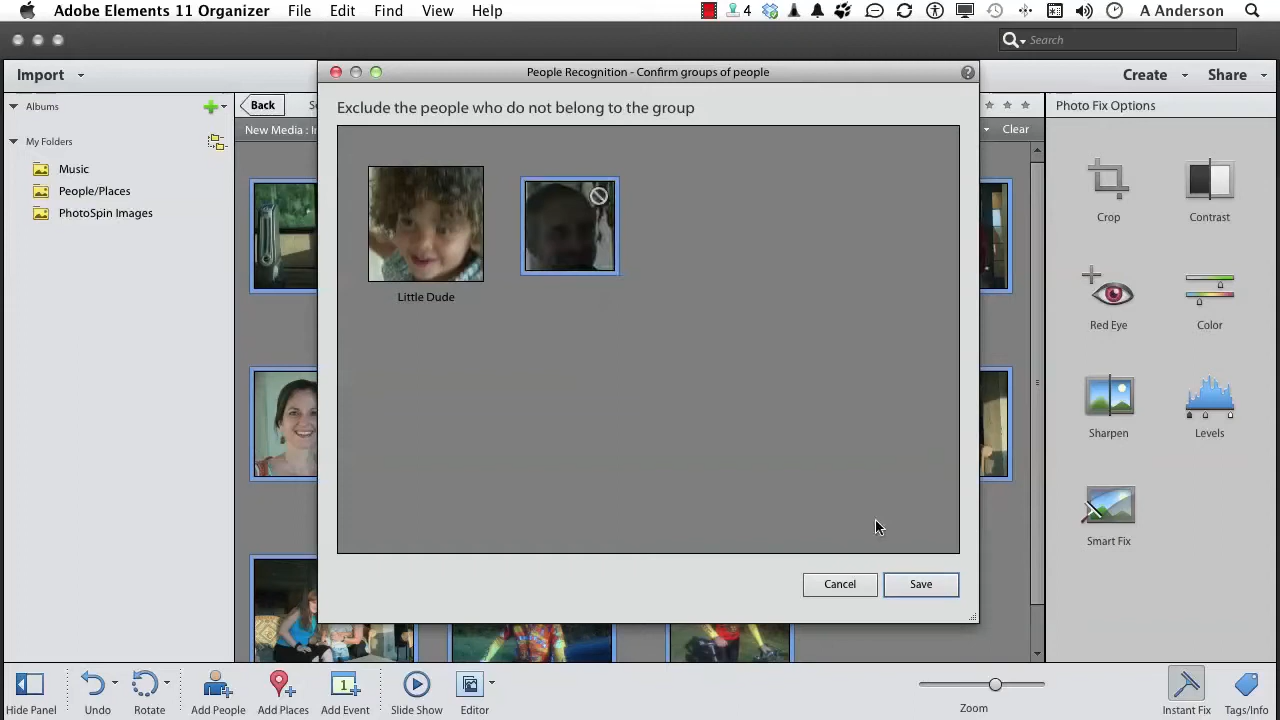 Adobe Elements 11 Organizer File Edit Find View Help 4 A Anderson
Search
Import Create Share
People Recognition - Confirm groups of people ?
Albums Back Photo Fix Options
Exclude the people who do not belong to the group
New Media : Clear
My Folders
Music
People/Places
PhotoSpin Images
Crop Contrast
Little Dude
Red Eye Color
Sharpen Levels
Smart Fix
Cancel Save
1
Hide Panel Undo Rotate Add People Add Places Add Event Slide Show Editor Zoom Instant Fix Tags/Info